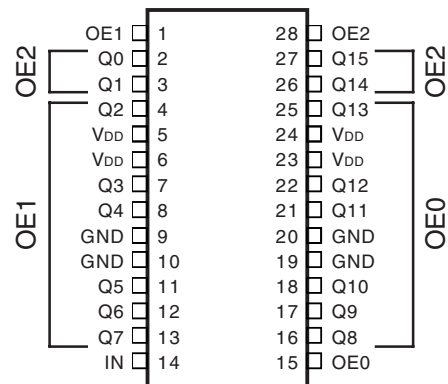 OE1 1 28 OE2
Q0 2 27 Q15
Q1 3 26 Q14
Q2 4 25 Q13
VDD 5 24 VDD
VDD 6 23 VDD
Q3 7 22 Q12
Q4 8 21 Q11
GND 9 20 GND
GND 10 19 GND
Q5 11 18 Q10
Q6 12 17 Q9
Q7 13 16 Q8
IN 14 15 OE0
OE2
OE1
OE2
OE0